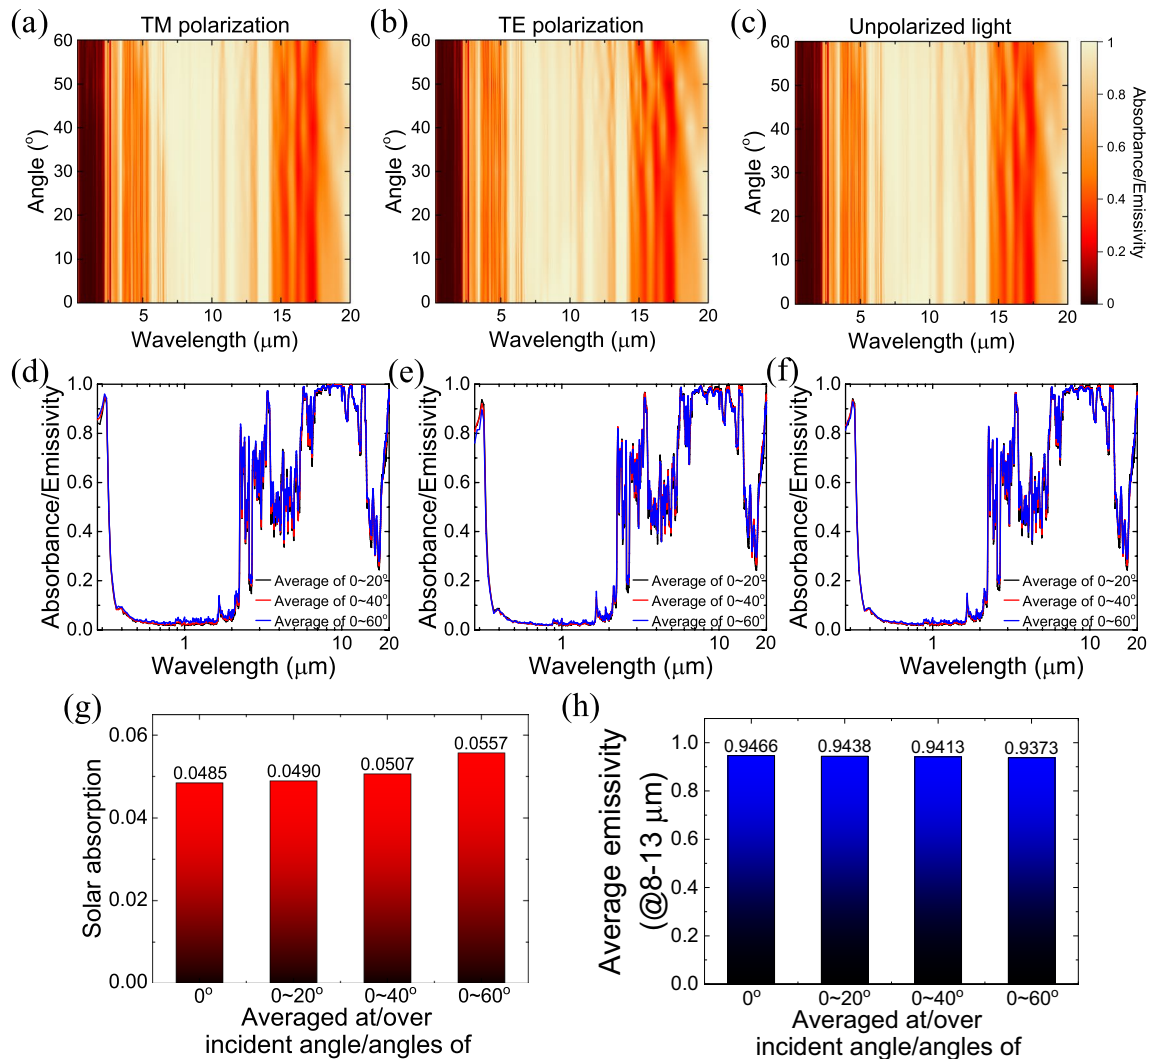 (a) TM polarization
Angle (°)
60
50
40
30
20
10
0
5 10 15 20
Wavelength (μm)
(b) TE polarization
Angle (°)
60
50
40
30
20
10
0
5 10 15 20
Wavelength (μm)
(c) Unpolarized light
Angle (°)
60
50
40
30
20
10
0
5 10 15 20
Wavelength (μm)
1
0.8
0.6
0.4
0.2
0
Absorbance/Emissivity
(d)
Absorbance/Emissivity
1.0
0.8
0.6
0.4
0.2
0.0
Average of 0~20°
Average of 0~40°
Average of 0~60°
1 10 20
Wavelength (μm)
(e)
Absorbance/Emissivity
1.0
0.8
0.6
0.4
0.2
0.0
Average of 0~20°
Average of 0~40°
Average of 0~60°
1 10 20
Wavelength (μm)
(f)
Absorbance/Emissivity
1.0
0.8
0.6
0.4
0.2
0.0
Average of 0~20°
Average of 0~40°
Average of 0~60°
1 10 20
Wavelength (μm)
(g)
Solar absorption
0.06
0.04
0.02
0.00
0.0485 0.0490 0.0507 0.0557
0° 0~20° 0~40° 0~60°
Averaged at/over
incident angle/angles of
(h)
Average emissivity
(@8-13 μm)
1.0
0.8
0.6
0.4
0.2
0.0
0.9466 0.9438 0.9413 0.9373
0° 0~20° 0~40° 0~60°
Averaged at/over
incident angle/angles of